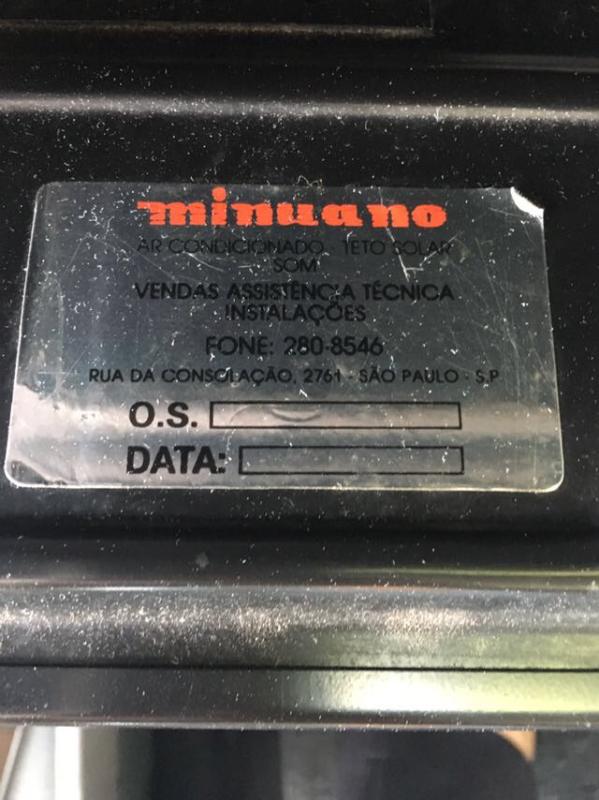 minuano
AR CONDICIONADO - TETO SOLAR
SOM
VENDAS ASSISTÊNCIA TÉCNICA
INSTALAÇÕES
FONE: 280-8546
RUA DA CONSOLAÇÃO, 2761 - SÃO PAULO - S.P
O.S.
DATA: